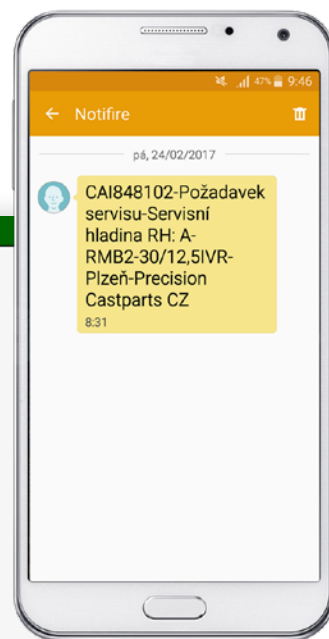 47% 9:46
Notifire
pá, 24/02/2017
CAI848102-Požadavek
servisu-Servisní
hladina RH: A-
RMB2-30/12,5IVR-
Plzeň-Precision
Castparts CZ
8:31